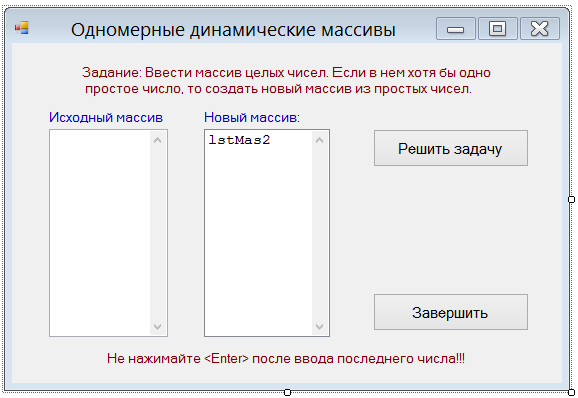 Одномерные динамические массивы
Задание: Ввести массив целых чисел. Если в нем хотя бы одно
простое число, то создать новый массив из простых чисел.
Исходный массив
Новый массив:
lstMas2
Решить задачу
Завершить
Не нажимайте <Enter> после ввода последнего числа!!!